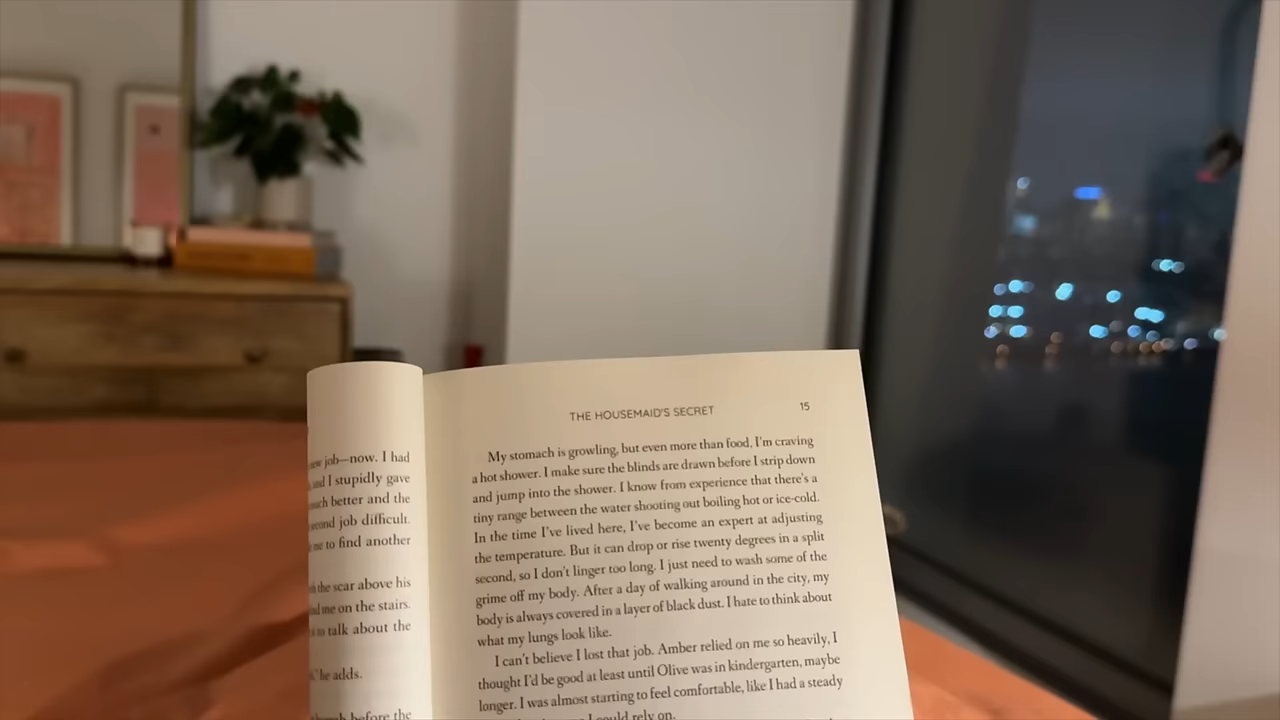 job—now. I had
and I stupidly gave
much better and the
second job difficult.
me to find another
the scar above his
me on the stairs.
to talk about the
he adds.
before the
THE HOUSEMAID'S SECRET 15
My stomach is growling, but even more than food, I'm craving
a hot shower. I make sure the blinds are drawn before I strip down
and jump into the shower. I know from experience that there's a
tiny range between the water shooting out boiling hot or ice-cold.
In the time I've lived here, I've become an expert at adjusting
the temperature. But it can drop or rise twenty degrees in a split
second, so I don't linger too long. I just need to wash some of the
grime off my body. After a day of walking around in the city, my
body is always covered in a layer of black dust. I hate to think about
what my lungs look like.
I can't believe I lost that job. Amber relied on me so heavily, I
thought I'd be good at least until Olive was in kindergarten, maybe
longer. I was almost starting to feel comfortable, like I had a steady
I could rely on.